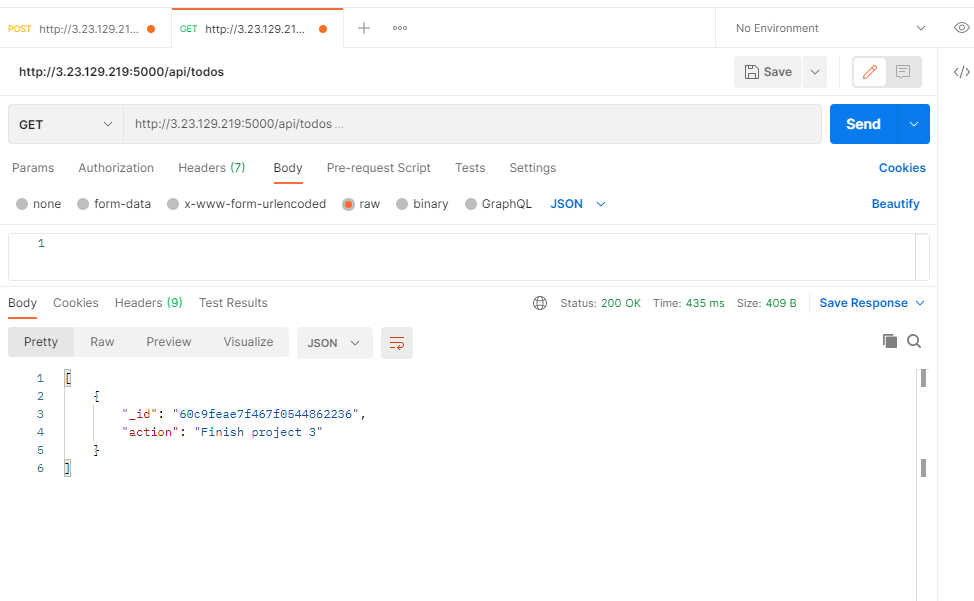 POST http://3.23.129.21... GET http://3.23.129.21... No Environment
http://3.23.129.219:5000/api/todos Save
GET http://3.23.129.219:5000/api/todos ... Send
Params Authorization Headers (7) Body Pre-request Script Tests Settings Cookies
none form-data x-www-form-urlencoded raw binary GraphQL JSON Beautify
1
Body Cookies Headers (9) Test Results Status: 200 OK Time: 435 ms Size: 409 B Save Response
Pretty Raw Preview Visualize JSON
1 [
2 {
3 "_id": "60c9feae7f467f0544862236",
4 "action": "Finish project 3"
5 }
6 ]